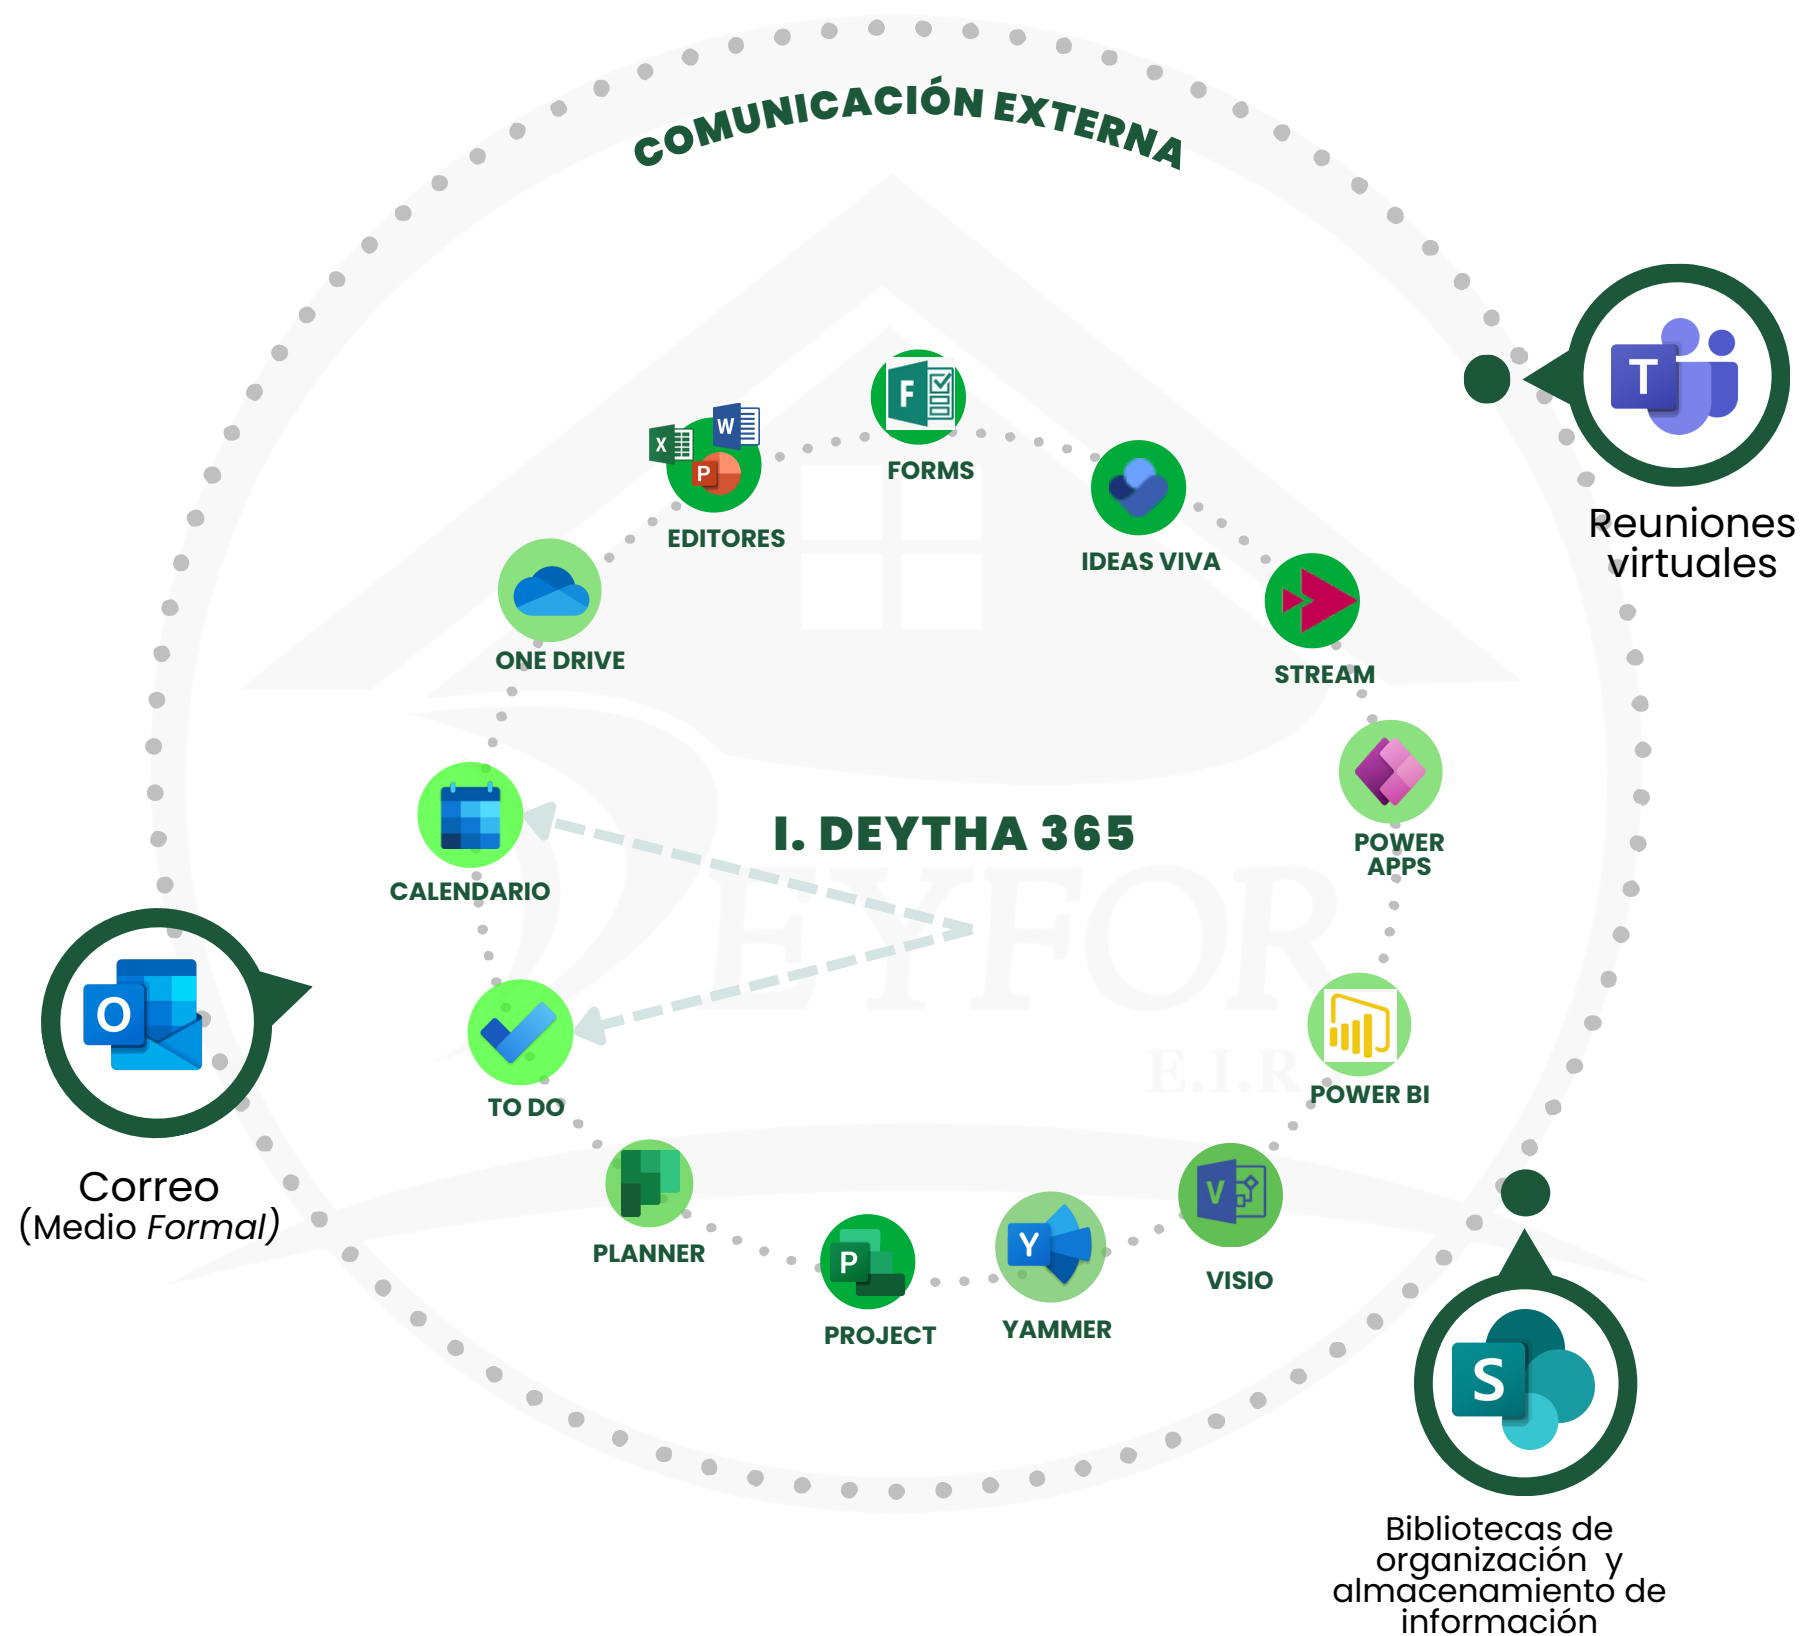 COMUNICACIÓN EXTERNA
T
Reuniones
virtuales
F
FORMS
W
X
P
EDITORES
IDEAS VIVA
STREAM
ONE DRIVE
POWER
APPS
I. DEYTHA 365
CALENDARIO
EYFOR
E.I.R
O
Correo
(Medio Formal)
TO DO
POWER BI
PLANNER
V
VISIO
P
PROJECT
Y
YAMMER
S
Bibliotecas de
organización y
almacenamiento de
información